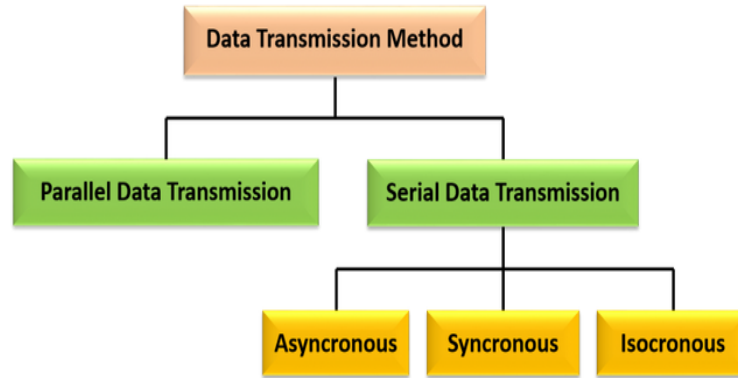 Data Transmission Method
Parallel Data Transmission
Serial Data Transmission
Asyncronous
Syncronous
Isocronous